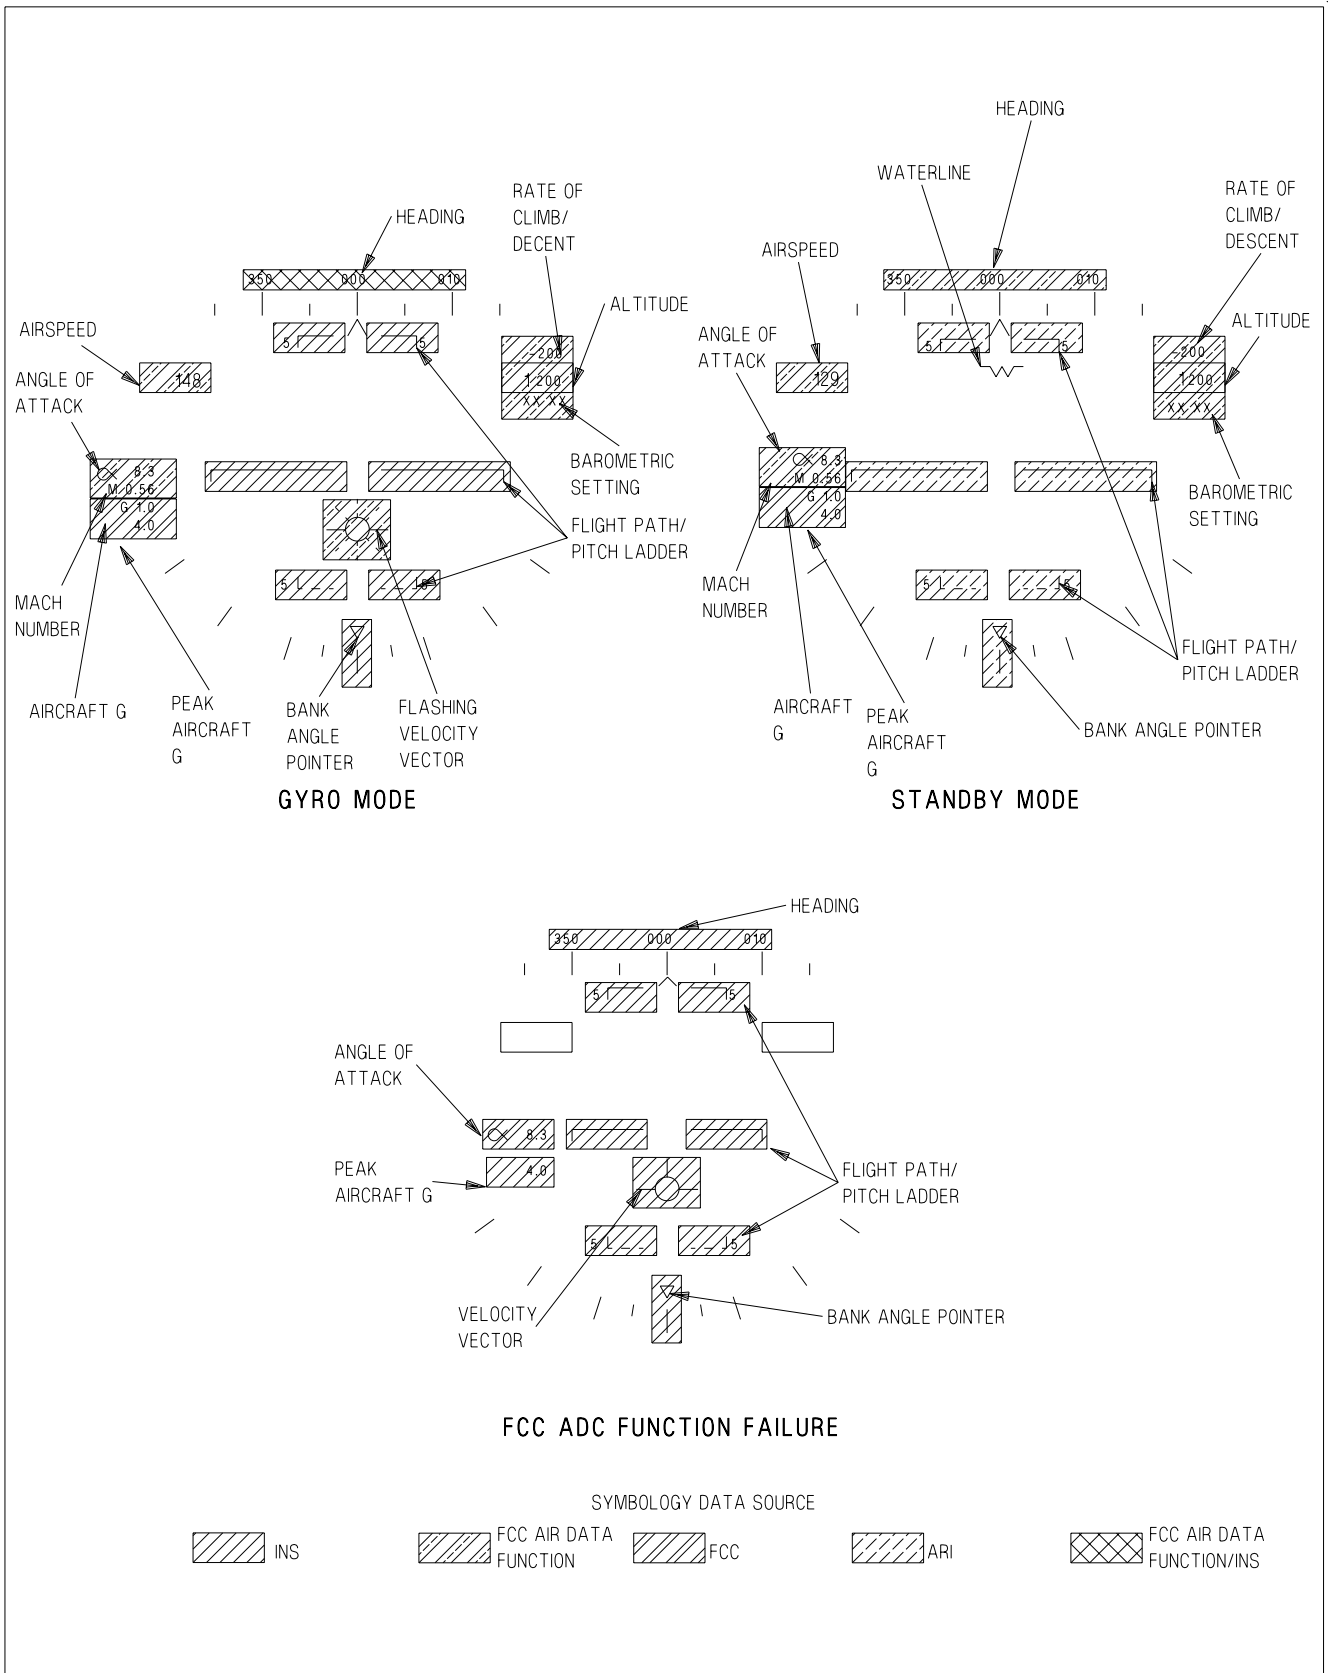 HEADING
350 000 010
RATE OF
CLIMB/
DECENT
AIRSPEED
148
5 5
-200
1200
XX XX
ALTITUDE
ANGLE OF
ATTACK
8.3
M 0.56
G 1.0
4.0
BAROMETRIC
SETTING
FLIGHT PATH/
PITCH LADDER
5 5
MACH
NUMBER
AIRCRAFT G
PEAK
AIRCRAFT
G
BANK
ANGLE
POINTER
FLASHING
VELOCITY
VECTOR
GYRO MODE
HEADING
WATERLINE
RATE OF
CLIMB/
DESCENT
AIRSPEED
350 000 010
ANGLE OF
ATTACK
129
5 5
-200
1200
XX XX
ALTITUDE
α 8.3
M 0.56
G 1.0
4.0
BAROMETRIC
SETTING
MACH
NUMBER
5 5
FLIGHT PATH/
PITCH LADDER
AIRCRAFT
G
PEAK
AIRCRAFT
G
BANK ANGLE POINTER
STANDBY MODE
HEADING
350 000 010
5 5
ANGLE OF
ATTACK
α 8.3
4.0
PEAK
AIRCRAFT G
FLIGHT PATH/
PITCH LADDER
5 5
VELOCITY
VECTOR
BANK ANGLE POINTER
FCC ADC FUNCTION FAILURE
SYMBOLOGY DATA SOURCE
INS
FCC AIR DATA
FUNCTION
FCC
ARI
FCC AIR DATA
FUNCTION/INS